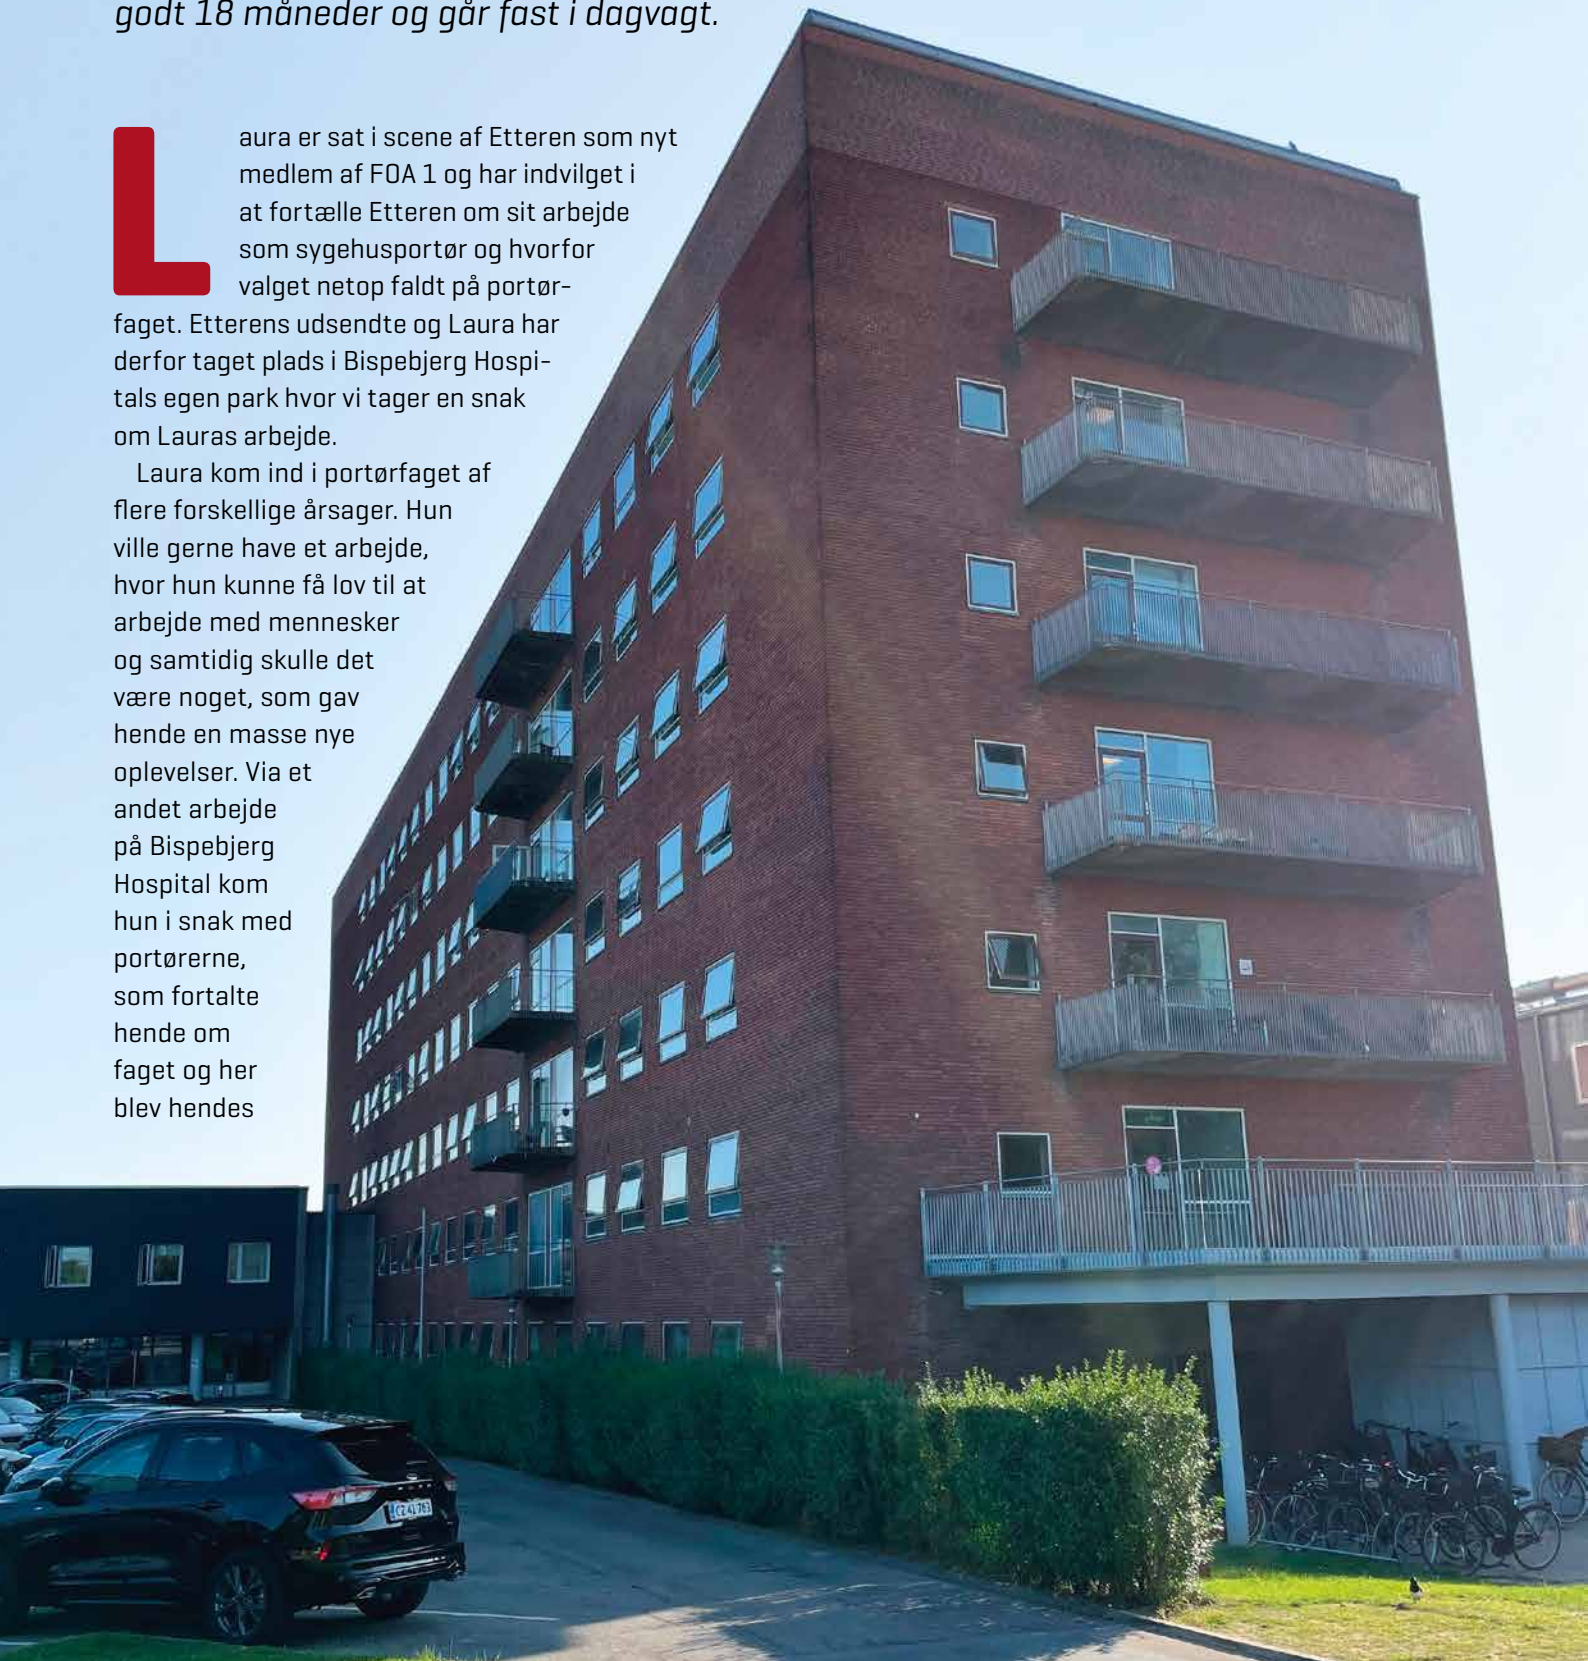 godt 18 måneder og går fast i dagvagt.
Laura er sat i scene af Etteren som nyt
medlem af FOA 1 og har indvilget i
at fortælle Etteren om sit arbejde
som sygehusportør og hvorfor
valget netop faldt på portør-
faget. Etterens udsendte og Laura har
derfor taget plads i Bispebjerg Hospi-
tals egen park hvor vi tager en snak
om Lauras arbejde.
Laura kom ind i portørfaget af
flere forskellige årsager. Hun
ville gerne have et arbejde,
hvor hun kunne få lov til at
arbejde med mennesker
og samtidig skulle det
være noget, som gav
hende en masse nye
oplevelser. Via et
andet arbejde
på Bispebjerg
Hospital kom
hun i snak med
portørerne,
som fortalte
hende om
faget og her
blev hendes